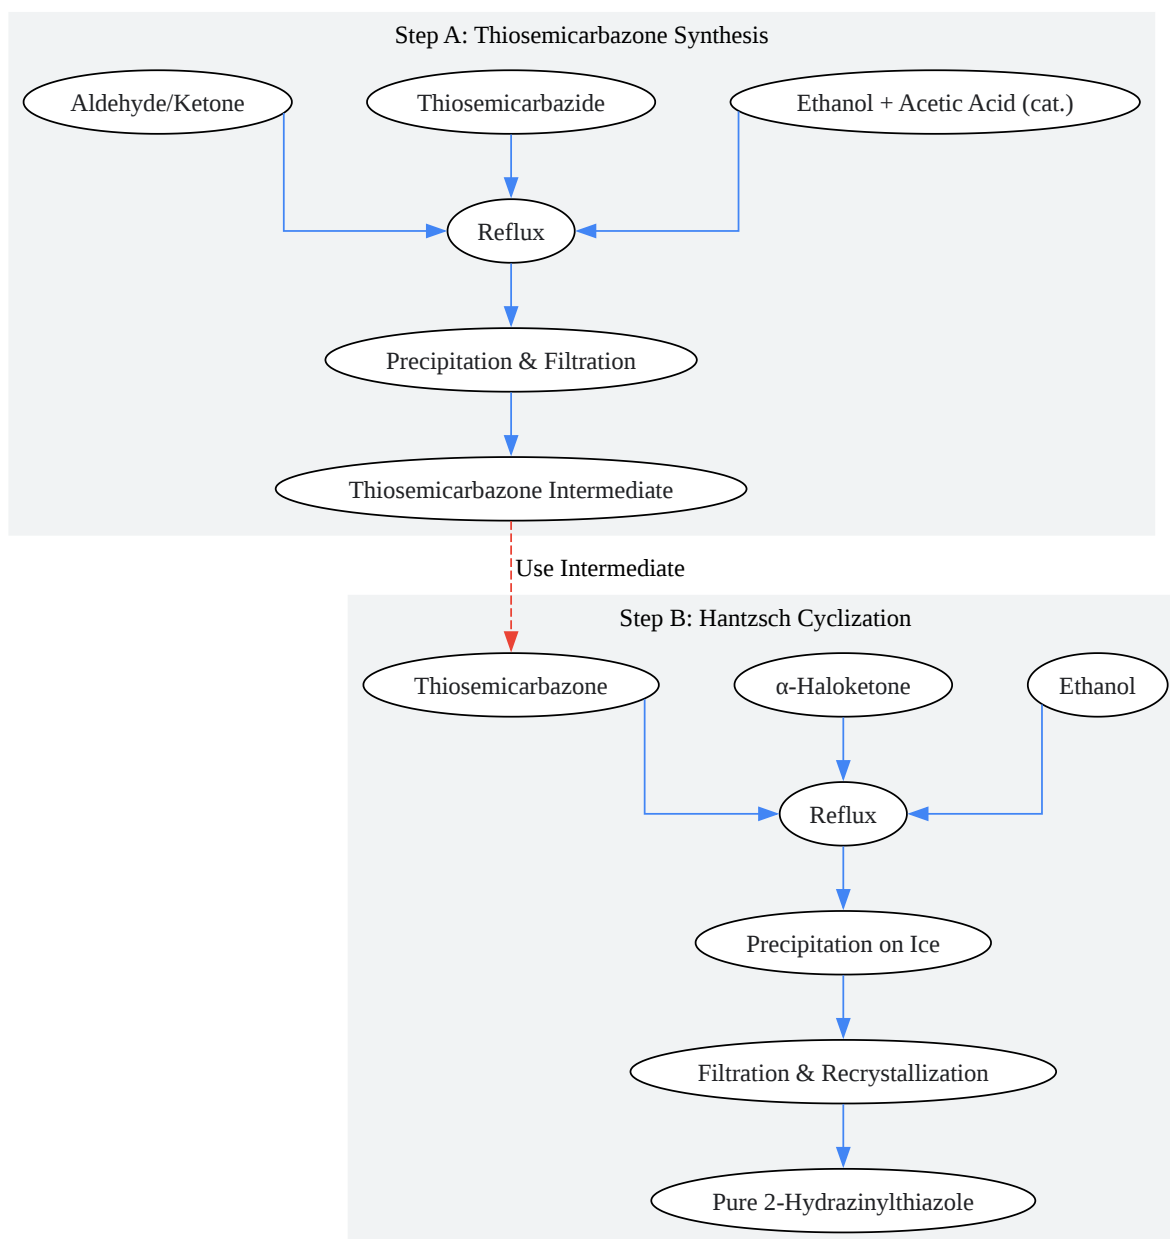 Step A: Thiosemicarbazone Synthesis
Aldehyde/Ketone
Thiosemicarbazide
Ethanol + Acetic Acid (cat.)
Reflux
Precipitation & Filtration
Thiosemicarbazone Intermediate
Use Intermediate
Step B: Hantzsch Cyclization
Thiosemicarbazone
α-Haloketone
Ethanol
Reflux
Precipitation on Ice
Filtration & Recrystallization
Pure 2-Hydrazinylthiazole